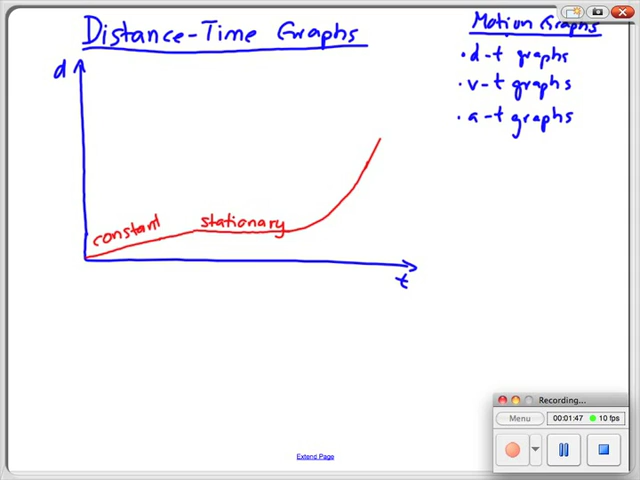 Distance-Time Graphs
Motion Graphs
• d-t graphs
• v-t graphs
• a-t graphs
d
constant
stationary
t
Recording...
Menu
00:01:47
10 fps
Extend Page